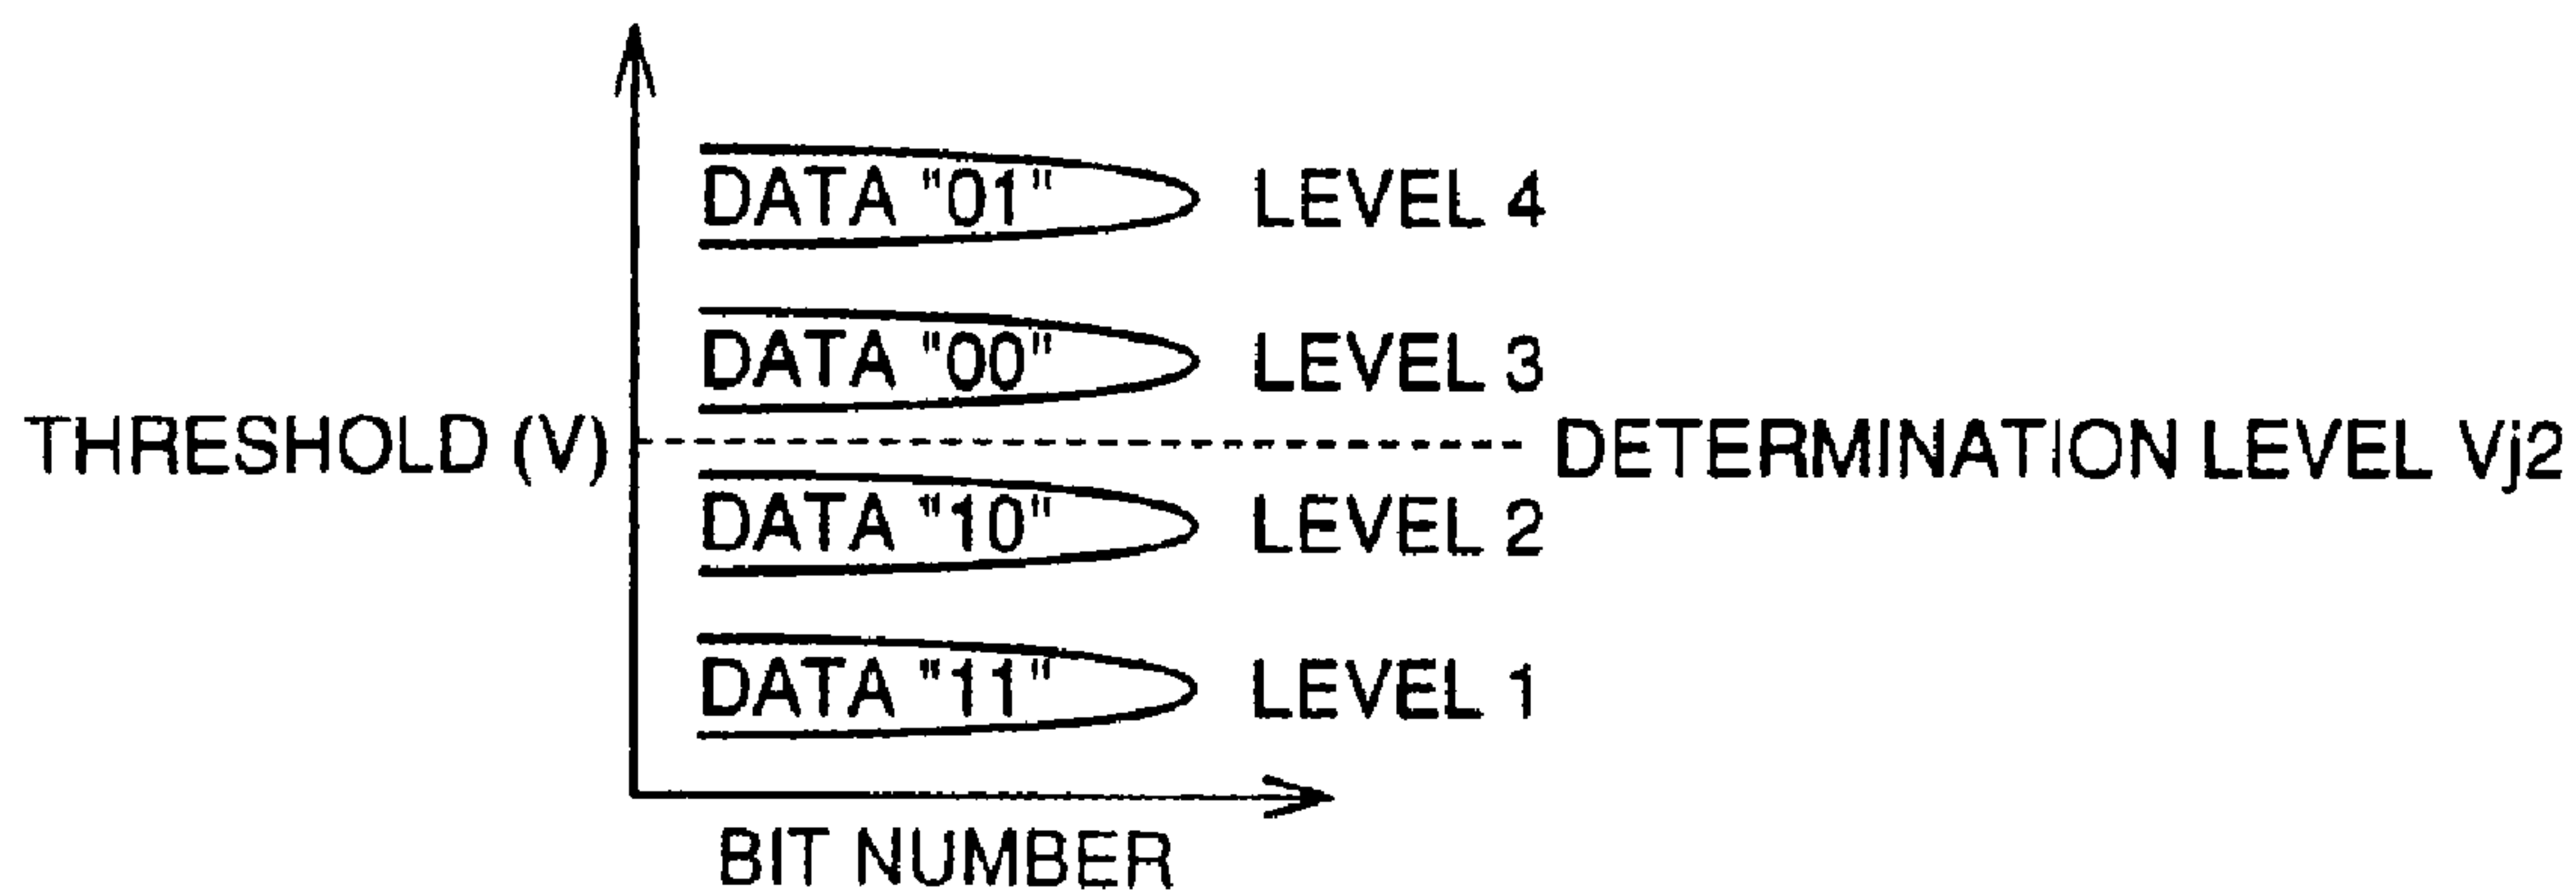 DATA "01" LEVEL 4
DATA "00" LEVEL 3
THRESHOLD (V) DETERMINATION LEVEL Vj2
DATA "10" LEVEL 2
DATA "11" LEVEL 1
BIT NUMBER